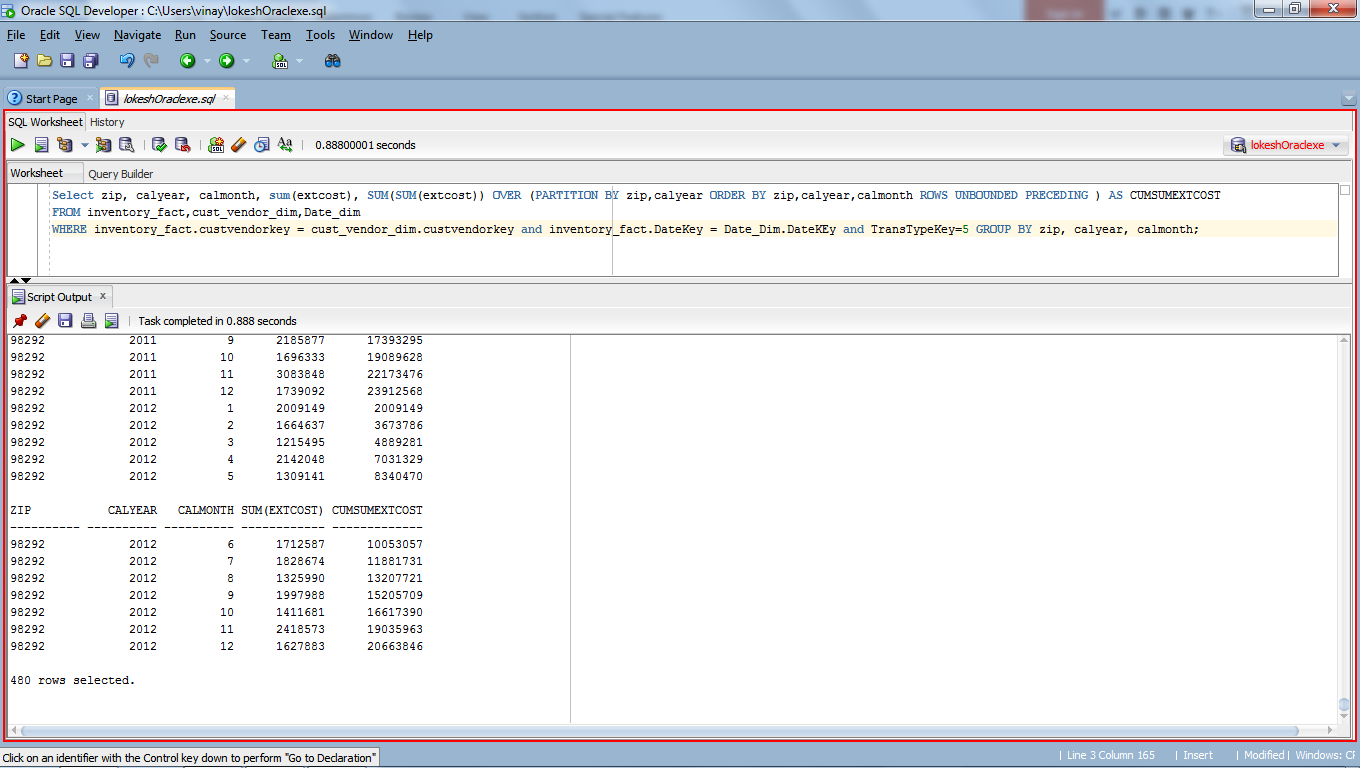 Oracle SQL Developer : C:\Users\vinay\lokeshOraclexe.sql
File Edit View Navigate Run Source Team Tools Window Help
Start Page lokeshOraclexe.sql
SQL Worksheet History
0.88800001 seconds lokeshOraclexe
Worksheet Query Builder
Select zip, calyear, calmonth, sum(extcost), SUM(SUM(extcost)) OVER (PARTITION BY zip,calyear ORDER BY zip,calyear,calmonth ROWS UNBOUNDED PRECEDING ) AS CUMSUMEXTCOST
FROM inventory_fact,cust_vendor_dim,Date_dim
WHERE inventory_fact.custvendorkey = cust_vendor_dim.custvendorkey and inventory_fact.DateKey = Date_Dim.DateKEy and TransTypeKey=5 GROUP BY zip, calyear, calmonth;
Script Output x
Task completed in 0.888 seconds
98292 2011 9 2185877 17393295
98292 2011 10 1696333 19089628
98292 2011 11 3083848 22173476
98292 2011 12 1739092 23912568
98292 2012 1 2009149 2009149
98292 2012 2 1664637 3673786
98292 2012 3 1215495 4889281
98292 2012 4 2142048 7031329
98292 2012 5 1309141 8340470
ZIP CALYEAR CALMONTH SUM(EXTCOST) CUMSUMEXTCOST
---------- ---------- ---------- ------------ -------------
98292 2012 6 1712587 10053057
98292 2012 7 1828674 11881731
98292 2012 8 1325990 13207721
98292 2012 9 1997988 15205709
98292 2012 10 1411681 16617390
98292 2012 11 2418573 19035963
98292 2012 12 1627883 20663846
480 rows selected.
Click on an identifier with the Control key down to perform "Go to Declaration" | Line 3 Column 165 | Insert | Modified | Windows: CF